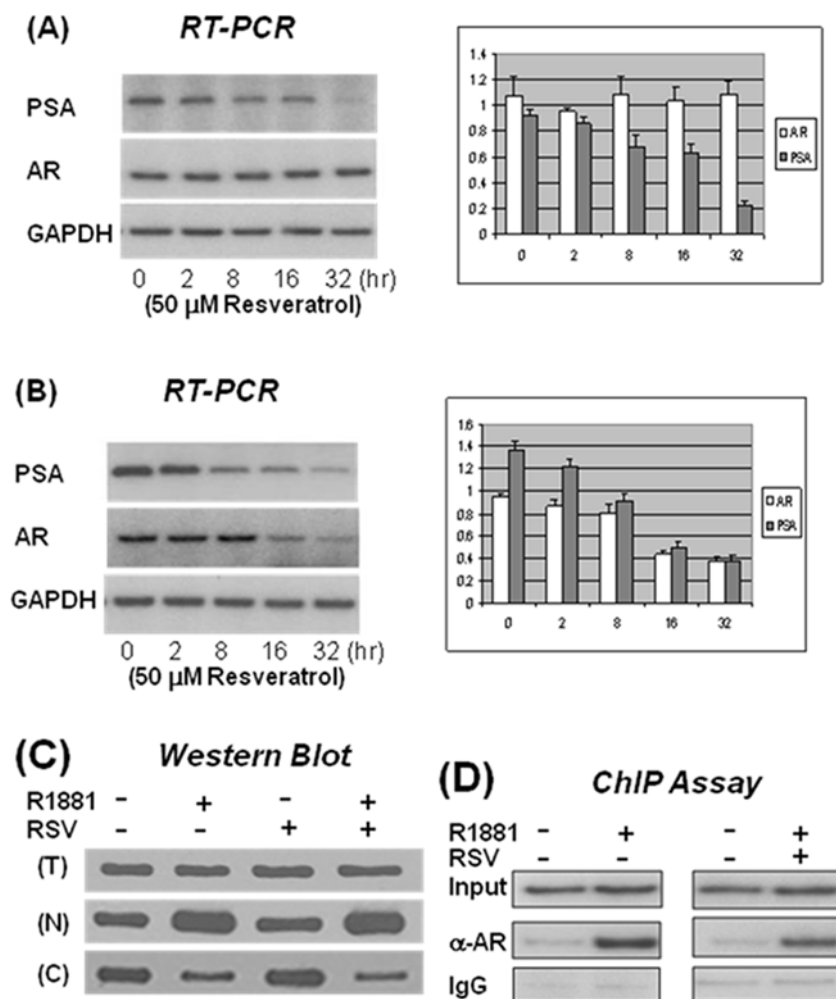 (A) RT-PCR
PSA
AR
GAPDH
0 2 8 16 32 (hr)
(50 µM Resveratrol)
1.4
1.2
1
0.8
0.6
0.4
0.2
0
0 2 8 16 32
AR
PSA
(B) RT-PCR
PSA
AR
GAPDH
0 2 8 16 32 (hr)
(50 µM Resveratrol)
1.6
1.4
1.2
1
0.8
0.6
0.4
0.2
0
0 2 8 16 32
AR
PSA
(C) Western Blot
R1881 - + - +
RSV - - + +
(T)
(N)
(C)
(D) ChIP Assay
R1881 - + - +
RSV - - - +
Input
α-AR
IgG